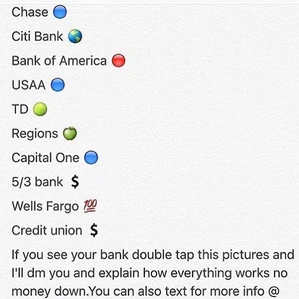 Chase 🔵
Citi Bank 🌏
Bank of America 🔴
USAA 🔵
TD 🎾
Regions 🍏
Capital One 🔵
5/3 bank 💲
Wells Fargo 💯
Credit union 💲
If you see your bank double tap this pictures and
I'll dm you and explain how everything works no
money down.You can also text for more info @